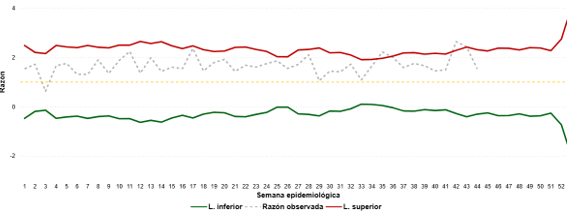 4
2
0
-2
Razón
1 2 3 4 5 6 7 8 9 10 11 12 13 14 15 16 17 18 19 20 21 22 23 24 25 26 27 28 29 30 31 32 33 34 35 36 37 38 39 40 41 42 43 44 45 46 47 48 49 50 51 52
Semana epidemiológica
L. inferior Razón observada L. superior